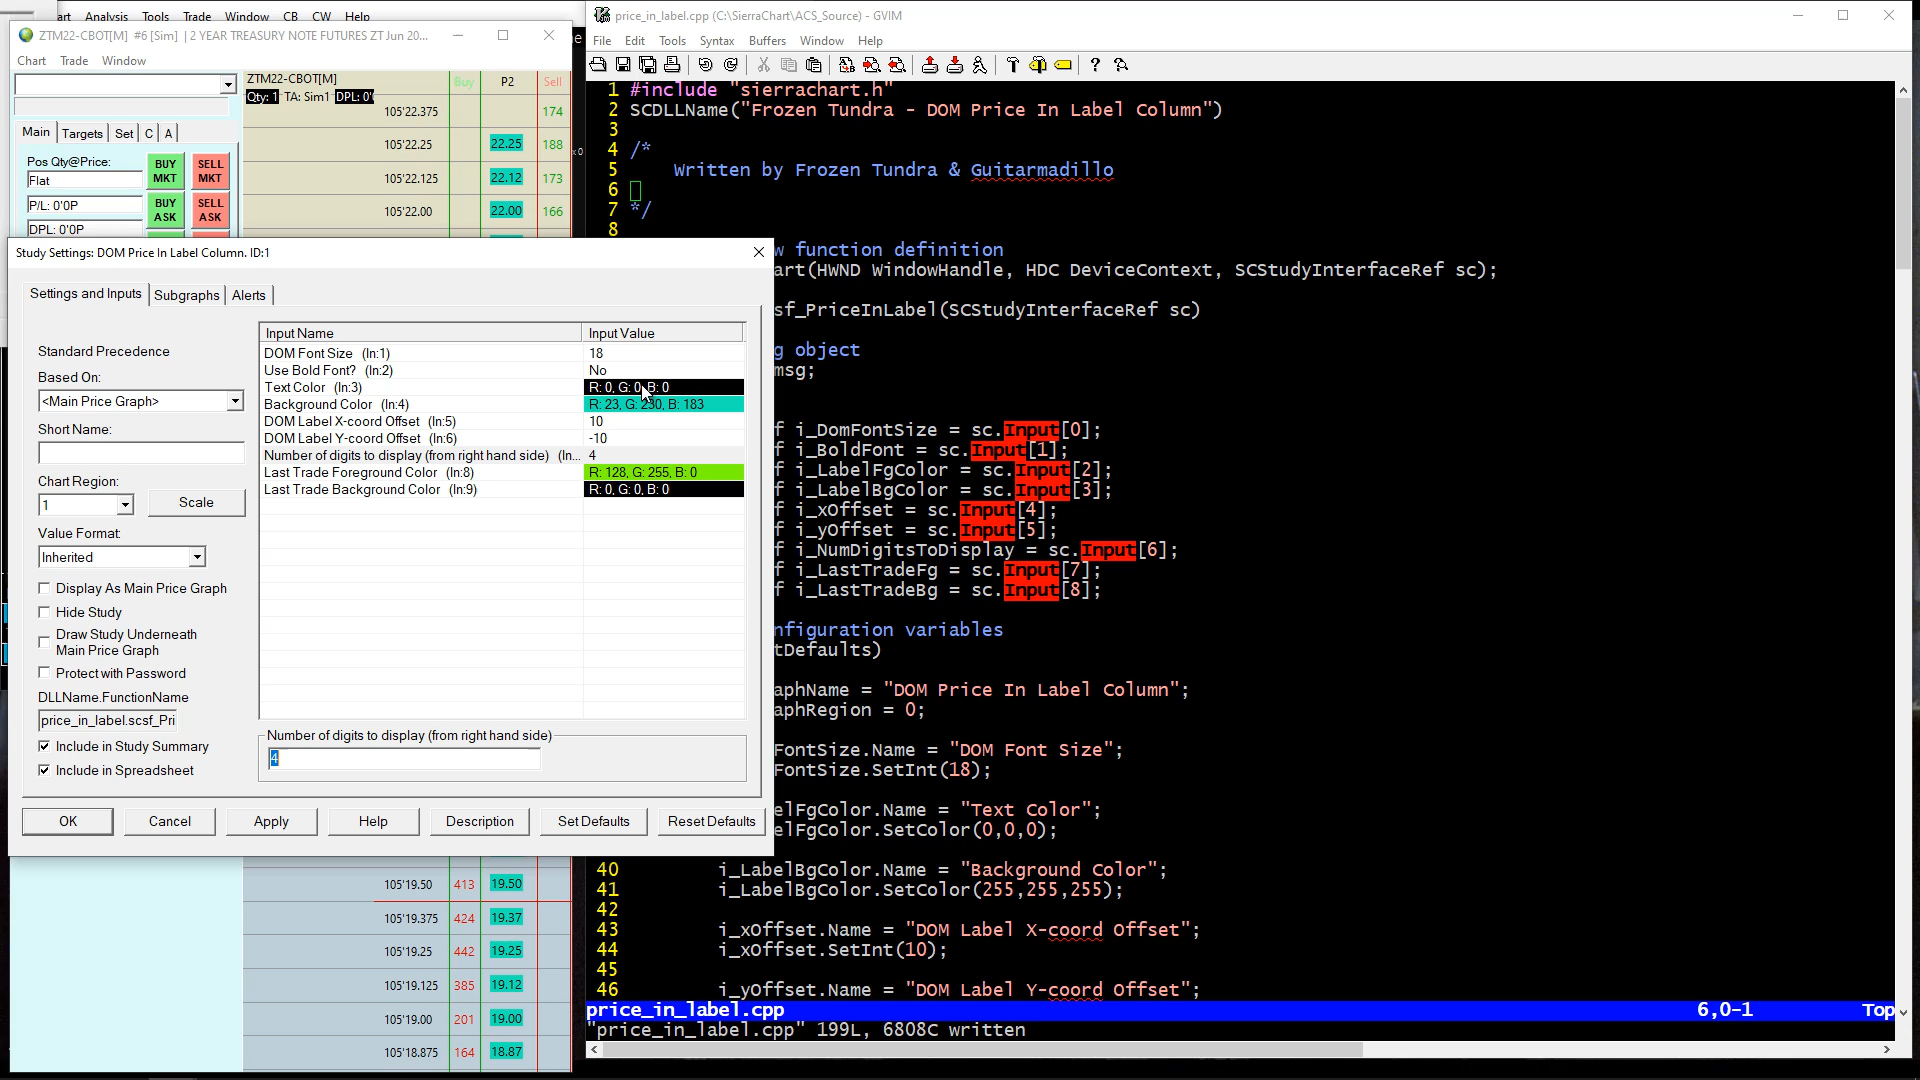 art Analysis Tools Trade Window CB CW Help
ZTM22-CBOT[M] #6 [Sim] | 2 YEAR TREASURY NOTE FUTURES ZT Jun 20...
Chart Trade Window
ZTM22-CBOT[M]
Qty: 1 TA: Sim1 DPL: 0'(
Buy P2 Sell
Main Targets Set C A
Pos Qty@Price:
Flat
P/L: 0'0P
DPL: 0'0P
BUY MKT
SELL MKT
BUY ASK
SELL ASK
105'22.375 174
105'22.25 22.25 188
105'22.125 22.12 173
105'22.00 22.00 166
Study Settings: DOM Price In Label Column. ID:1
Settings and Inputs Subgraphs Alerts
Standard Precedence
Based On:
<Main Price Graph>
Short Name:
Chart Region:
1 Scale
Value Format:
Inherited
Display As Main Price Graph
Hide Study
Draw Study Underneath
Main Price Graph
Protect with Password
DLLName.FunctionName
price_in_label.scsf_Pri
Include in Study Summary
Include in Spreadsheet
Input Name Input Value
DOM Font Size (In:1) 18
Use Bold Font? (In:2) No
Text Color (In:3) R: 0, G: 0, B: 0
Background Color (In:4) R: 23, G: 230, B: 183
DOM Label X-coord Offset (In:5) 10
DOM Label Y-coord Offset (In:6) -10
Number of digits to display (from right hand side) (In... 4
Last Trade Foreground Color (In:8) R: 128, G: 255, B: 0
Last Trade Background Color (In:9) R: 0, G: 0, B: 0
Number of digits to display (from right hand side)
4
OK Cancel Apply Help Description Set Defaults Reset Defaults
105'19.50 413 19.50
105'19.375 424 19.37
105'19.25 442 19.25
105'19.125 385 19.12
105'19.00 201 19.00
105'18.875 164 18.87
price_in_label.cpp (C:\SierraChart\ACS_Source) - GVIM
File Edit Tools Syntax Buffers Window Help
1 #include "sierrachart.h"
2 SCDLLName("Frozen Tundra - DOM Price In Label Column")
3
4 /*
5 Written by Frozen Tundra & Guitarmadillo
6
7 */
8
w function definition
art(HWND WindowHandle, HDC DeviceContext, SCStudyInterfaceRef sc);
sf_PriceInLabel(SCStudyInterfaceRef sc)
g object
msg;
f i_DomFontSize = sc.Input[0];
f i_BoldFont = sc.Input[1];
f i_LabelFgColor = sc.Input[2];
f i_LabelBgColor = sc.Input[3];
f i_xOffset = sc.Input[4];
f i_yOffset = sc.Input[5];
f i_NumDigitsToDisplay = sc.Input[6];
f i_LastTradeFg = sc.Input[7];
f i_LastTradeBg = sc.Input[8];
nfiguration variables
tDefaults)
aphName = "DOM Price In Label Column";
aphRegion = 0;
FontSize.Name = "DOM Font Size";
FontSize.SetInt(18);
elFgColor.Name = "Text Color";
elFgColor.SetColor(0,0,0);
40 i_LabelBgColor.Name = "Background Color";
41 i_LabelBgColor.SetColor(255,255,255);
42
43 i_xOffset.Name = "DOM Label X-coord Offset";
44 i_xOffset.SetInt(10);
45
46 i_yOffset.Name = "DOM Label Y-coord Offset";
price_in_label.cpp 6,0-1 Top
"price_in_label.cpp" 199L, 6808C written